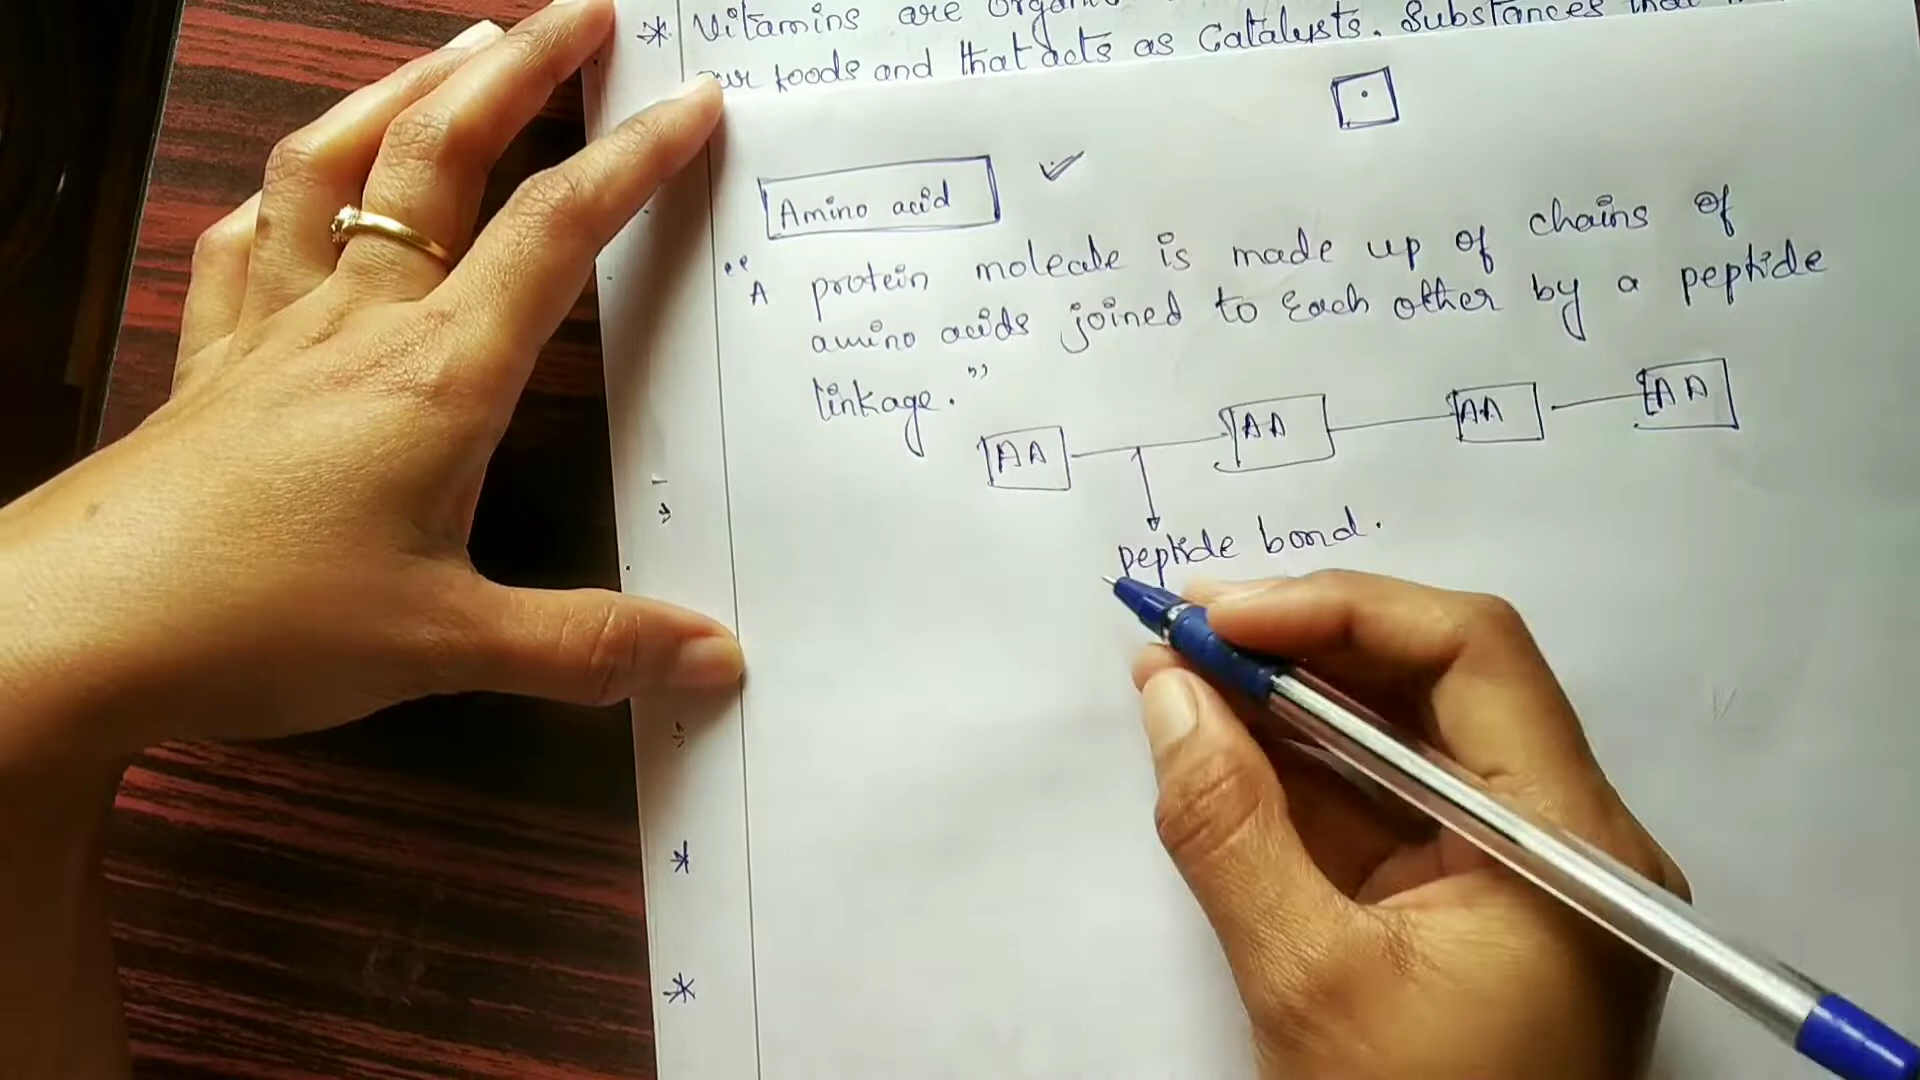 * Vitamins are
our foods and that acts as Catalysts. Substances that
Amino acid
"A protein molecule is made up of chains of
amino acids joined to Each other by a peptide
linkage."
AA AA AA AA
peptide bond.
*
*